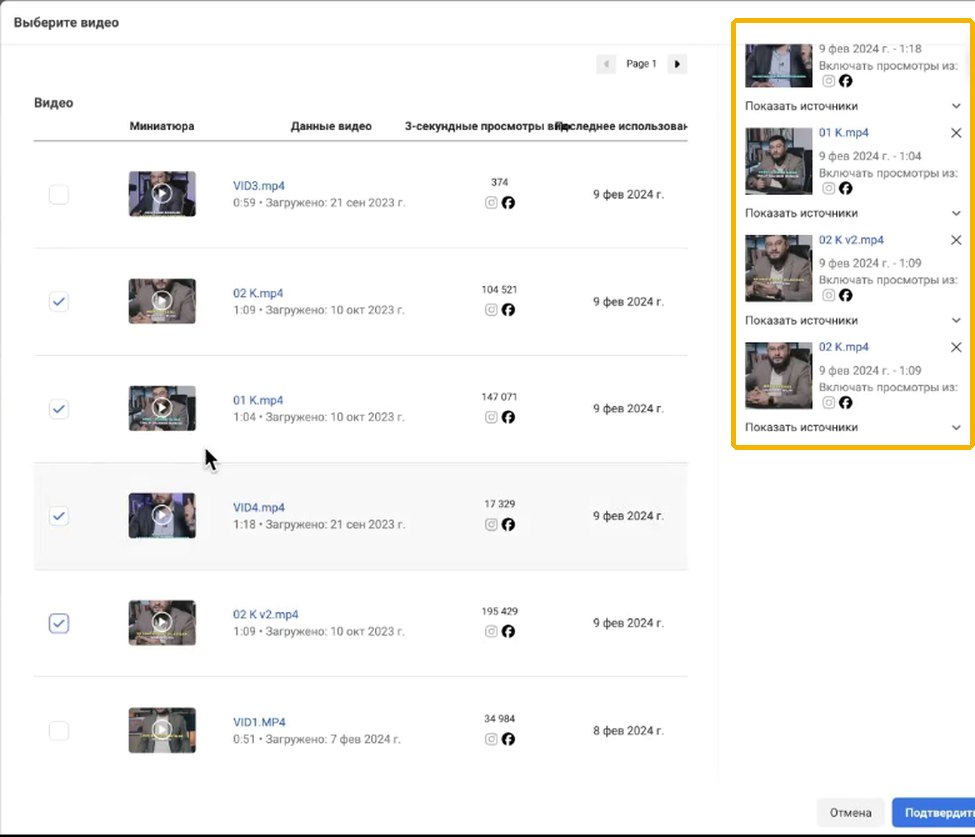 Выберите видео
Page 1
Видео
Миниатюра Данные видео 3-секундные просмотры вид Последнее использован
VID3.mp4
0:59 • Загружено: 21 сен 2023 г.
374
9 фев 2024 г.
02 K.mp4
1:09 • Загружено: 10 окт 2023 г.
104 521
9 фев 2024 г.
01 K.mp4
1:04 • Загружено: 10 окт 2023 г.
147 071
9 фев 2024 г.
VID4.mp4
1:18 • Загружено: 21 сен 2023 г.
17 329
9 фев 2024 г.
02 K v2.mp4
1:09 • Загружено: 10 окт 2023 г.
195 429
9 фев 2024 г.
VID1.MP4
0:51 • Загружено: 7 фев 2024 г.
34 984
8 фев 2024 г.
9 фев 2024 г. - 1:18
Включать просмотры из:
Показать источники
01 K.mp4
9 фев 2024 г. - 1:04
Включать просмотры из:
Показать источники
02 K v2.mp4
9 фев 2024 г. - 1:09
Включать просмотры из:
Показать источники
02 K.mp4
9 фев 2024 г. - 1:09
Включать просмотры из:
Показать источники
Отмена
Подтвердить